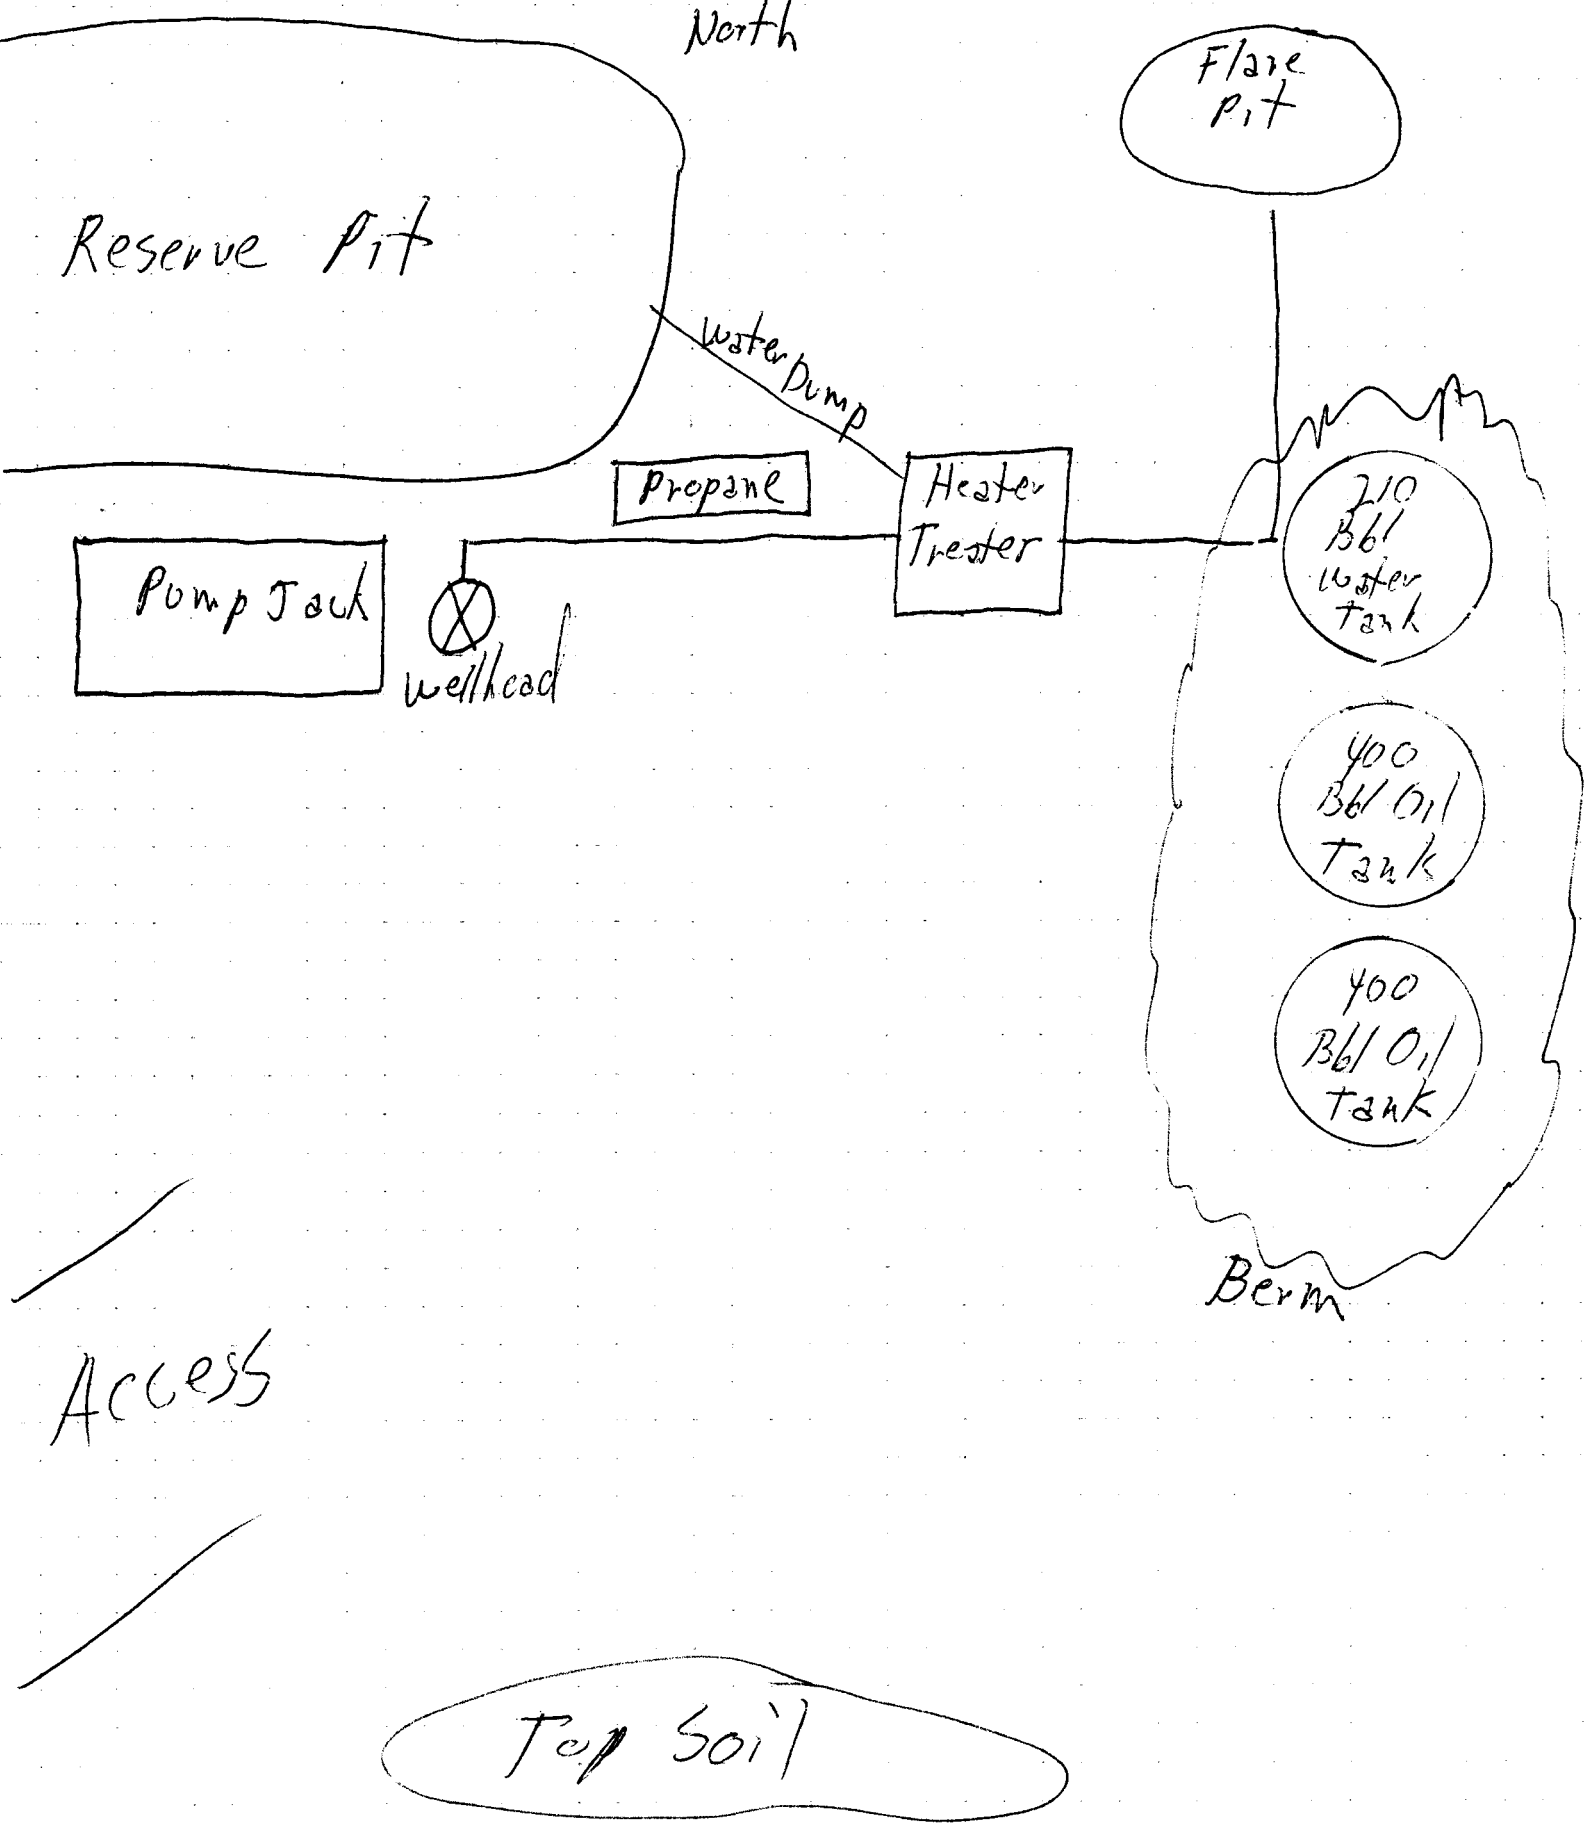 North
Flare
Pit
Reserve Pit
Water Dump
Propane
Heater
Treater
210
Bbl
Water
Tank
Pump Jack
Wellhead
400
Bbl Oil
Tank
400
Bbl Oil
Tank
Berm
Access
Top Soil